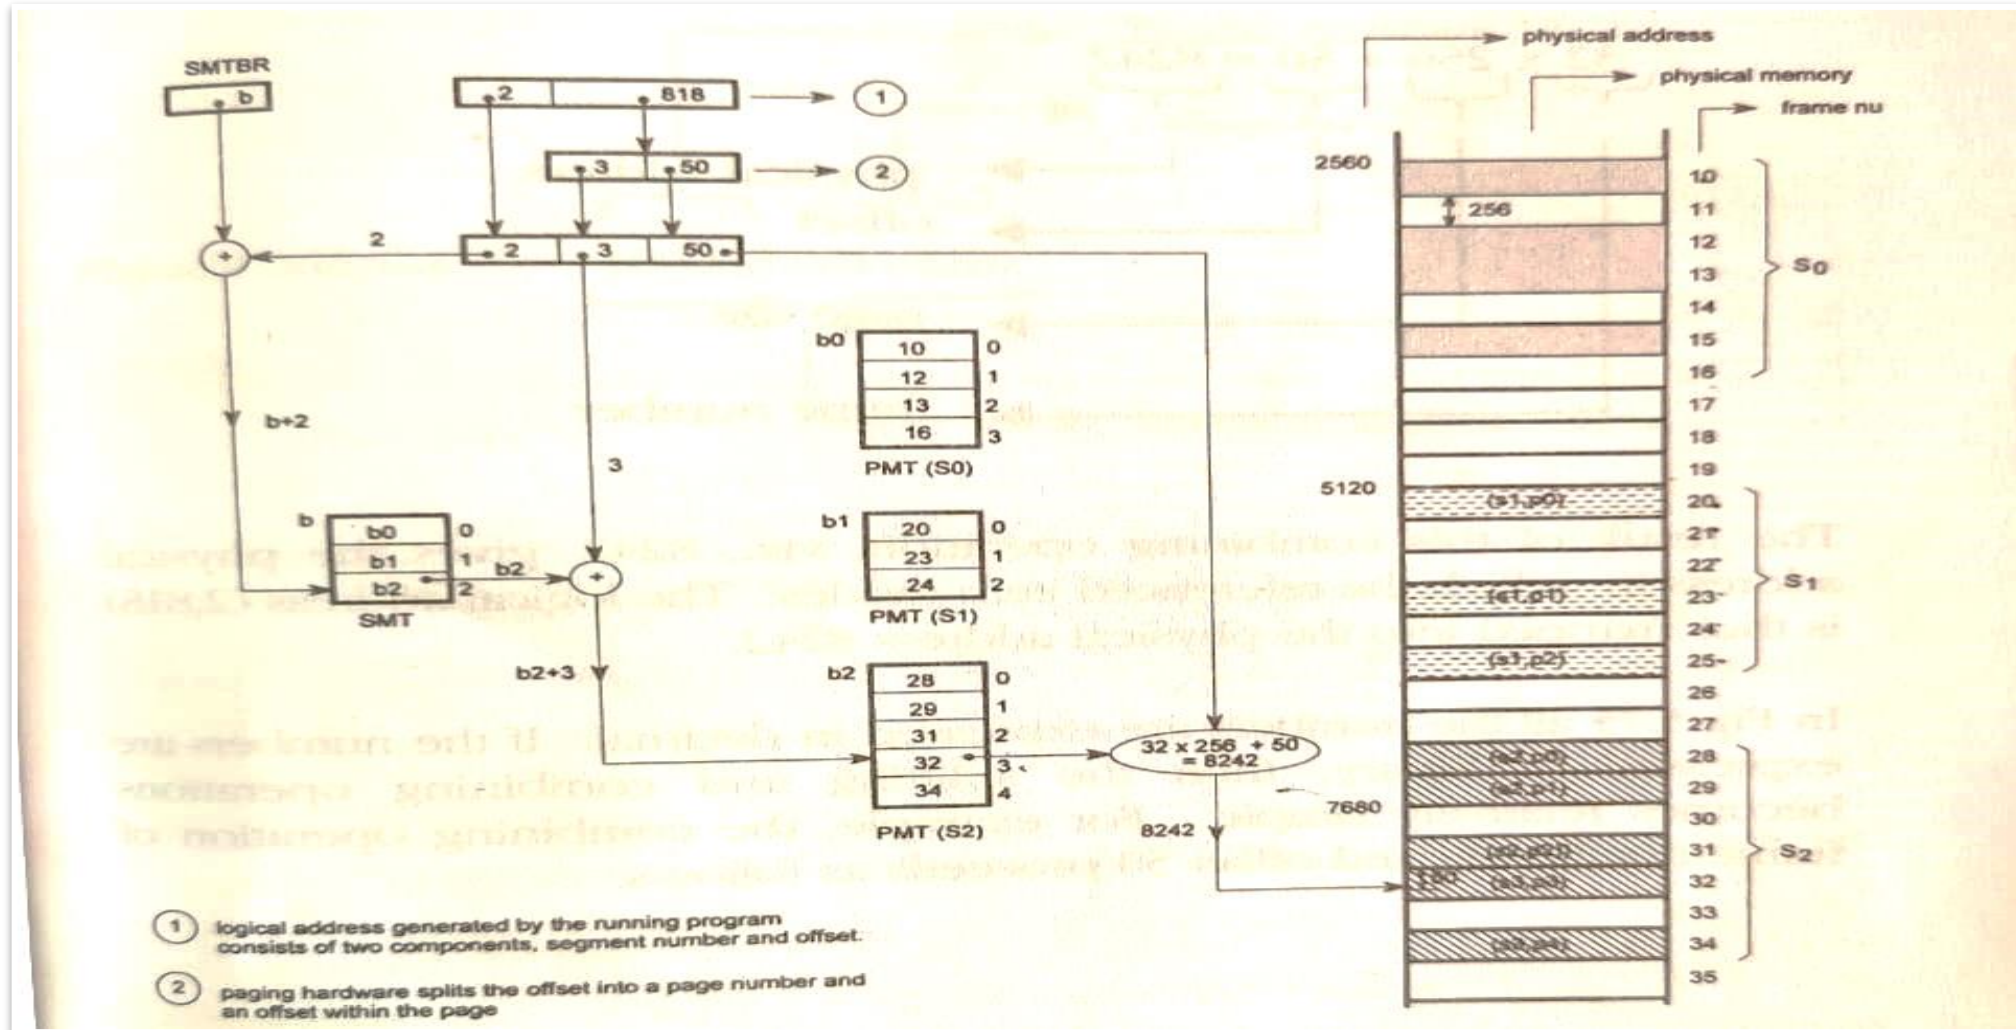 physical address
physical memory
frame nu
SMTBR
b
2 818
1
3 50
2
2
2 3 50
2560
256
10
11
12
13
14
15
16
17
18
19
S0
b+2
3
b0
10 0
12 1
13 2
16 3
PMT (S0)
5120
(s1,p0)
20
21
22
(s1,p1)
23
24
(s1,p2)
25
S1
b
b0 0
b1 1
b2 2
SMT
b2
b1
20 0
23 1
24 2
PMT (S1)
b2+3
b2
28 0
29 1
31 2
32 3
34 4
PMT (S2)
32 x 256 + 50
= 8242
7680
8242
26
27
28
29
30
31
32
33
34
35
S2
1 logical address generated by the running program
consists of two components, segment number and offset.
2 paging hardware splits the offset into a page number and
an offset within the page